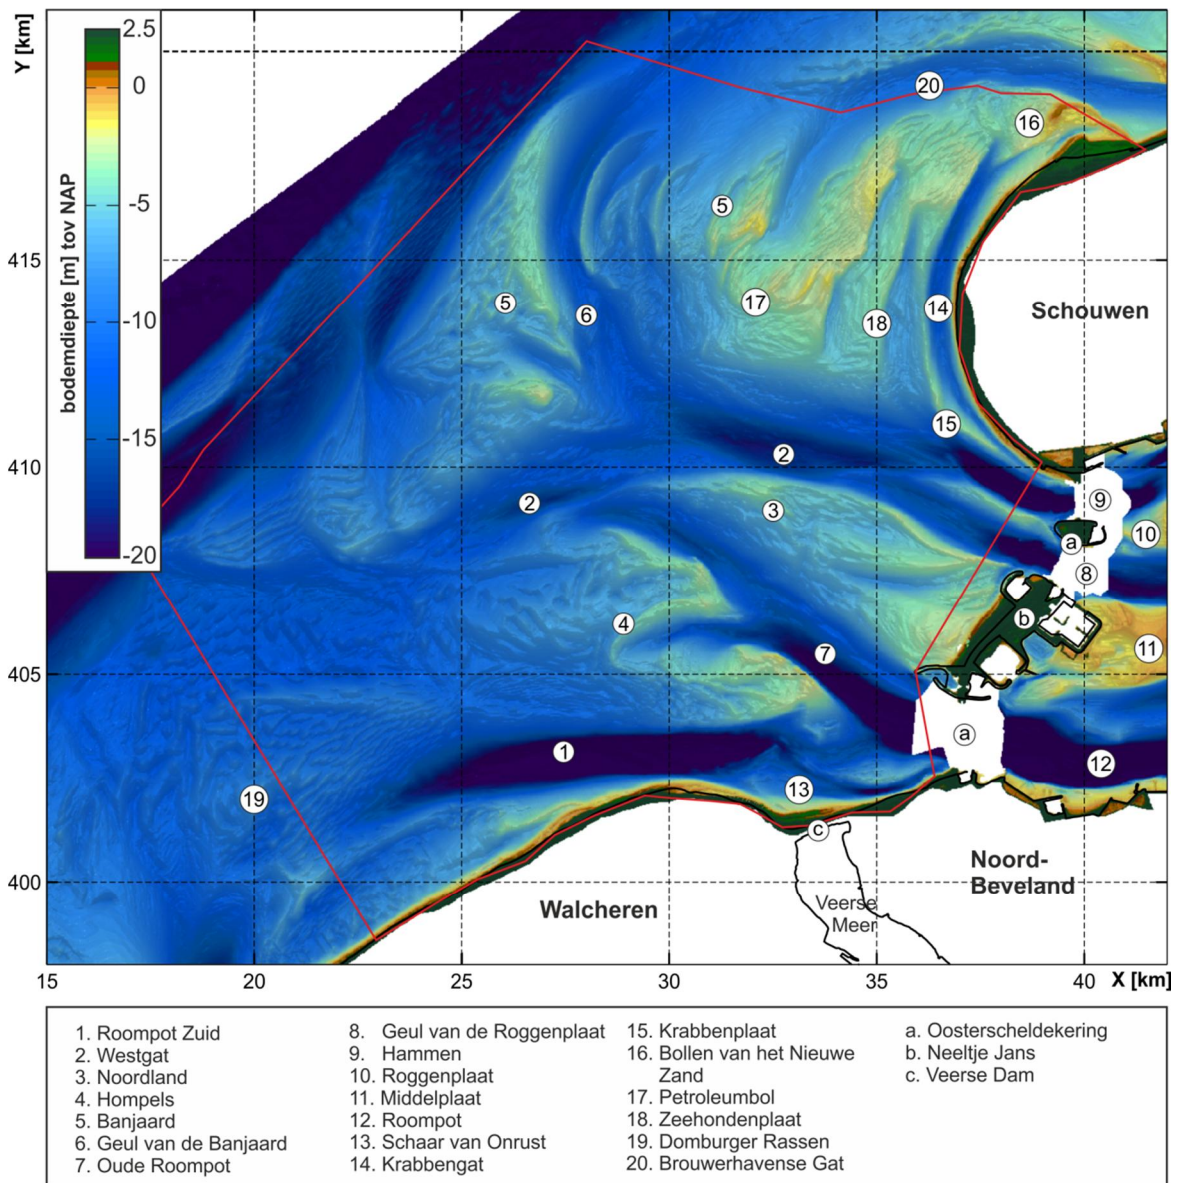 Y [km]
2.5
0
-5
-10
-15
-20
bodemdiepte [m] tov NAP
415
410
405
400
15
20
25
30
35
40
X [km]
20
16
5
5
6
17
18
14
15
2
2
3
9
a
10
8
b
4
7
11
1
a
12
19
13
c
Schouwen
Walcheren
Noord-
Beveland
Veerse
Meer
1. Roompot Zuid
2. Westgat
3. Noordland
4. Hompels
5. Banjaard
6. Geul van de Banjaard
7. Oude Roompot
8. Geul van de Roggenplaat
9. Hammen
10. Roggenplaat
11. Middelplaat
12. Roompot
13. Schaar van Onrust
14. Krabbengat
15. Krabbenplaat
16. Bollen van het Nieuwe
Zand
17. Petroleumbol
18. Zeehondenplaat
19. Domburger Rassen
20. Brouwerhavense Gat
a. Oosterscheldekering
b. Neeltje Jans
c. Veerse Dam